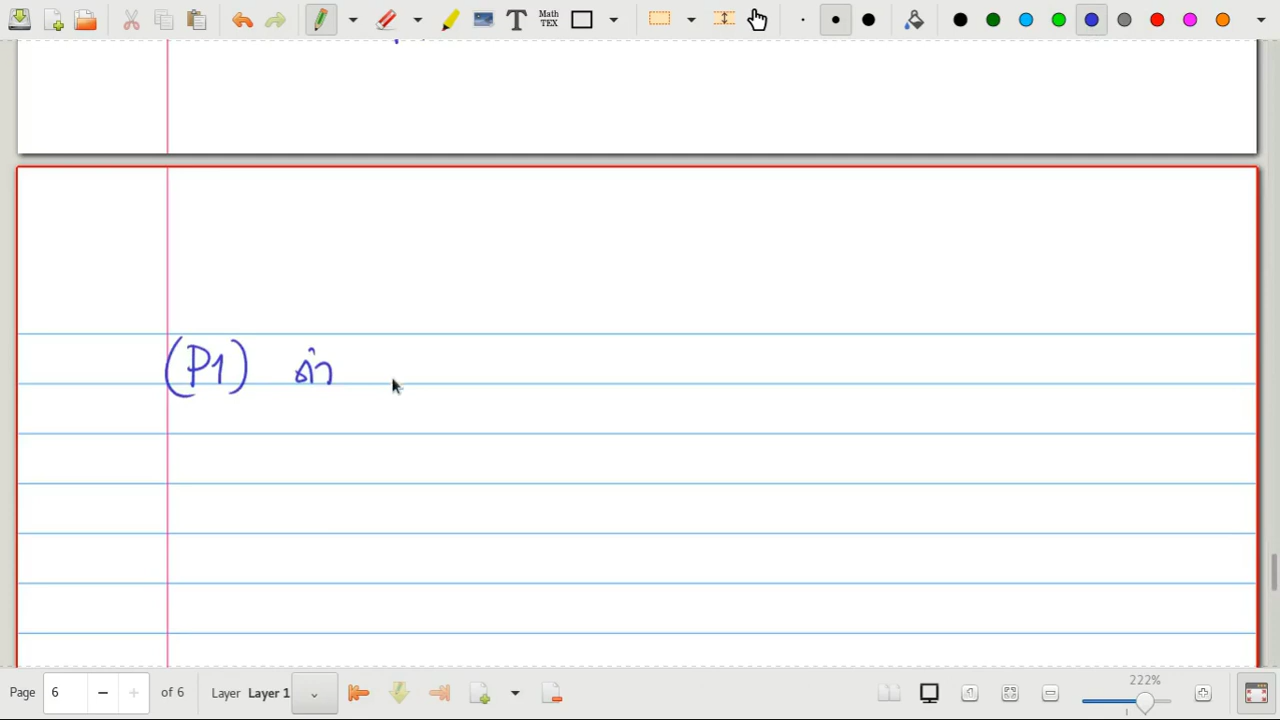 Math
TEX
(P1) ถ้า
222%
Page 6 of 6 Layer Layer 1